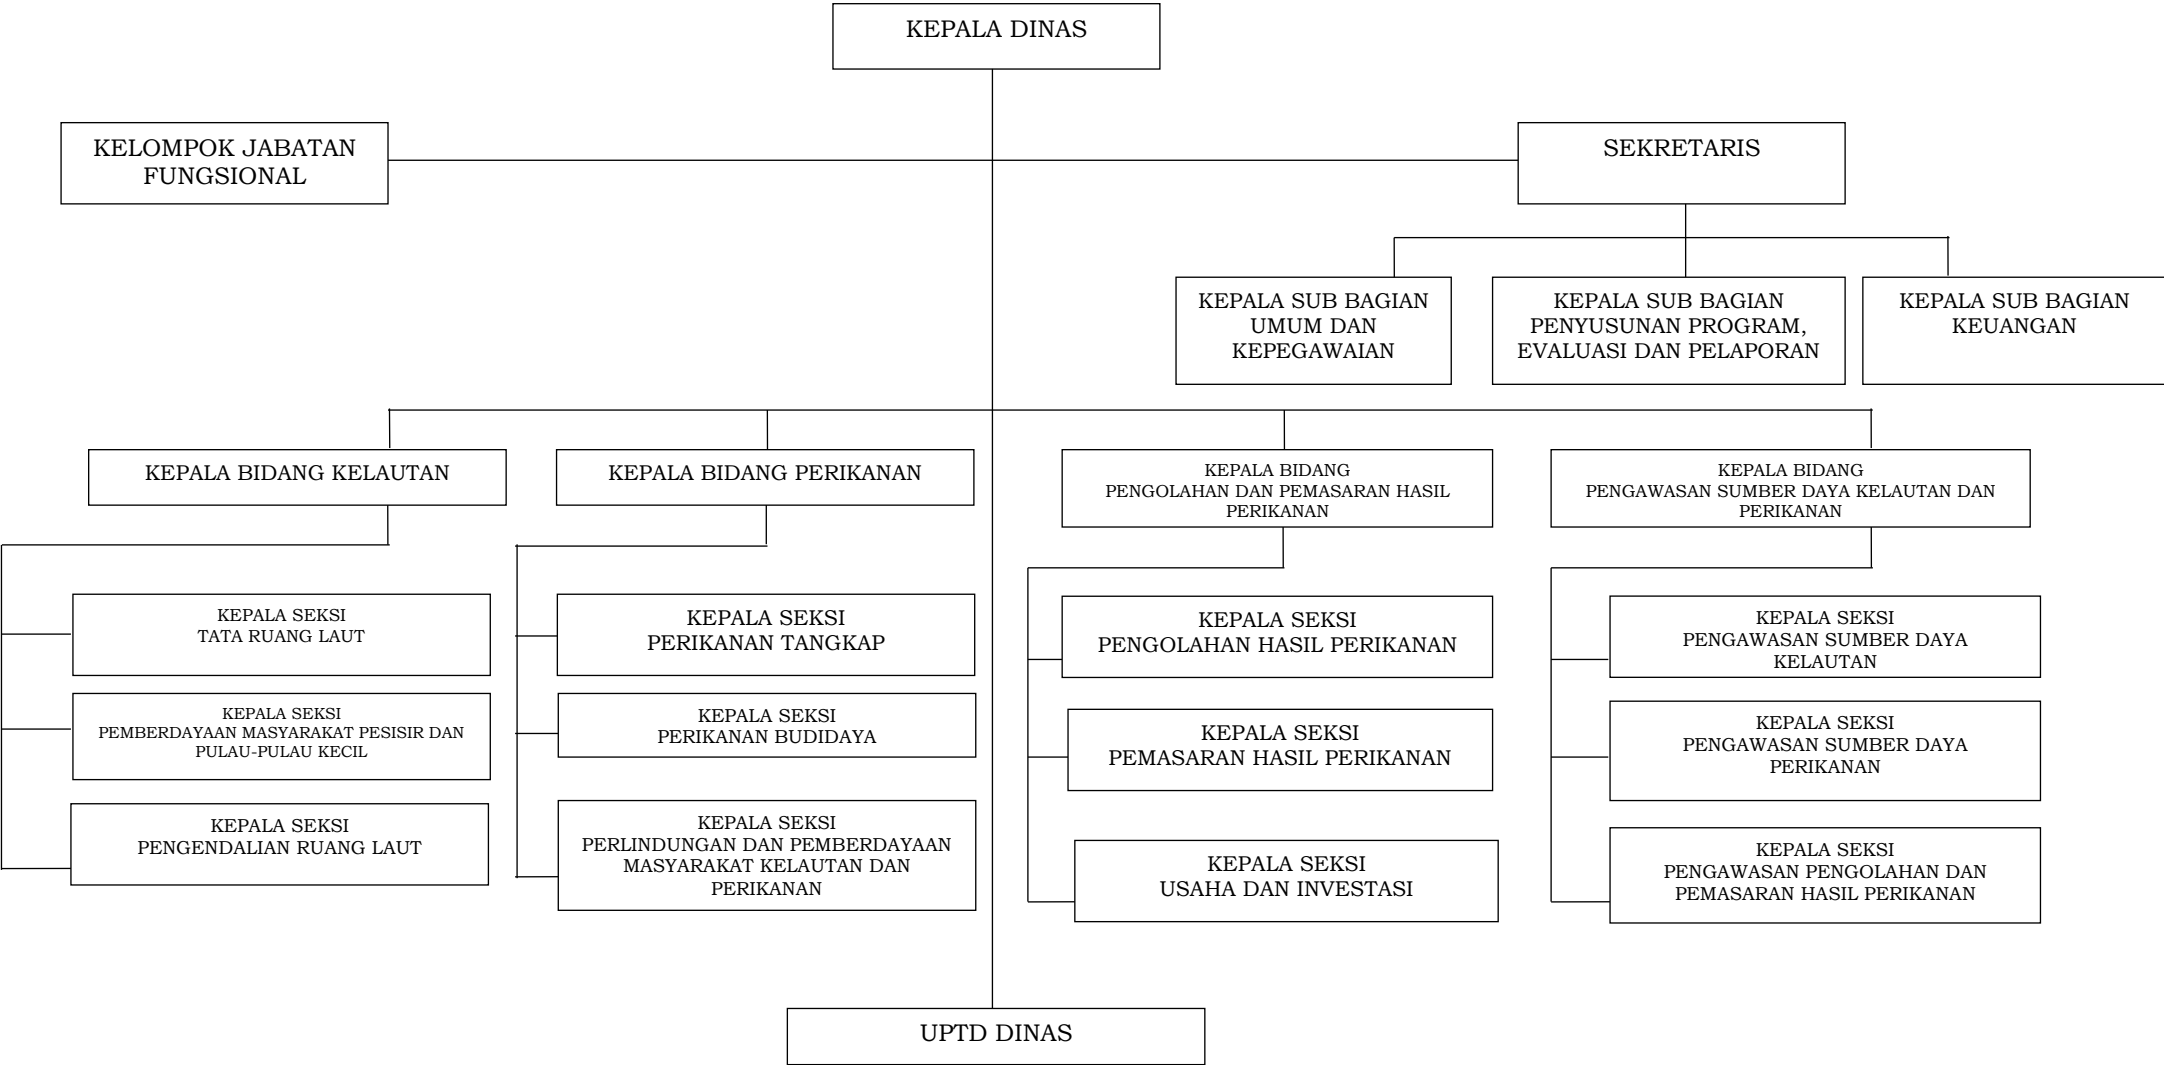 KEPALA DINAS
KELOMPOK JABATAN
FUNGSIONAL
SEKRETARIS
KEPALA SUB BAGIAN
UMUM DAN
KEPEGAWAIAN
KEPALA SUB BAGIAN
PENYUSUNAN PROGRAM,
EVALUASI DAN PELAPORAN
KEPALA SUB BAGIAN
KEUANGAN
KEPALA BIDANG KELAUTAN
KEPALA BIDANG PERIKANAN
KEPALA BIDANG
PENGOLAHAN DAN PEMASARAN HASIL
PERIKANAN
KEPALA BIDANG
PENGAWASAN SUMBER DAYA KELAUTAN DAN
PERIKANAN
KEPALA SEKSI
TATA RUANG LAUT
KEPALA SEKSI
PEMBERDAYAAN MASYARAKAT PESISIR DAN
PULAU-PULAU KECIL
KEPALA SEKSI
PENGENDALIAN RUANG LAUT
KEPALA SEKSI
PERIKANAN TANGKAP
KEPALA SEKSI
PERIKANAN BUDIDAYA
KEPALA SEKSI
PERLINDUNGAN DAN PEMBERDAYAAN
MASYARAKAT KELAUTAN DAN
PERIKANAN
KEPALA SEKSI
PENGOLAHAN HASIL PERIKANAN
KEPALA SEKSI
PEMASARAN HASIL PERIKANAN
KEPALA SEKSI
USAHA DAN INVESTASI
KEPALA SEKSI
PENGAWASAN SUMBER DAYA
KELAUTAN
KEPALA SEKSI
PENGAWASAN SUMBER DAYA
PERIKANAN
KEPALA SEKSI
PENGAWASAN PENGOLAHAN DAN
PEMASARAN HASIL PERIKANAN
UPTD DINAS